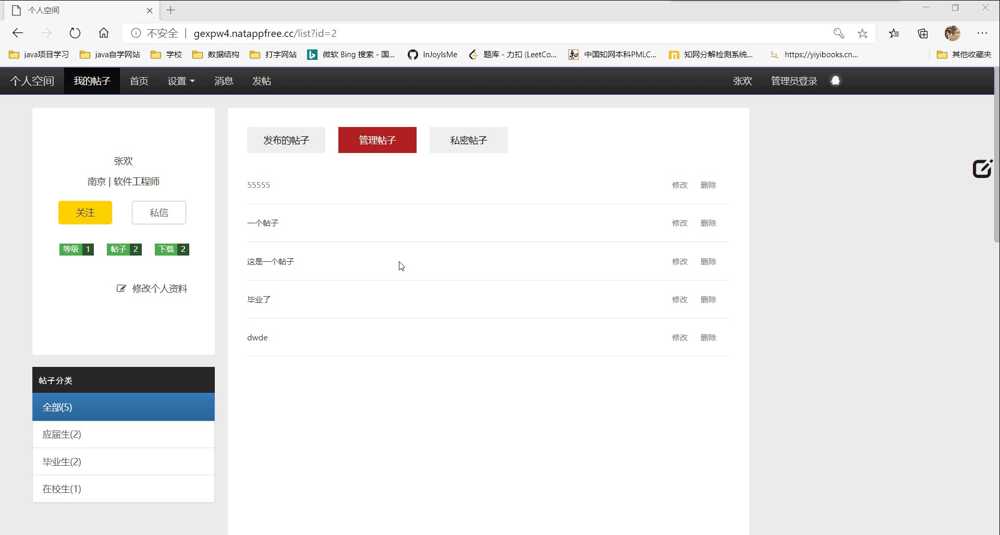 个人空间
不安全 | gexpw4.natappfree.cc/list?id=2
java项目学习 java自学网站 学校 数据结构 打字网站 微软 Bing 搜索 - 国... InJoyIsMe 题库 - 力扣 (LeetCo... 中国知网本科PMLC... 知网分解检测系统... https://yiyibooks.cn... 其他收藏夹
个人空间 我的帖子 首页 设置 消息 发帖 张欢 管理员登录
发布的帖子 管理帖子 私密帖子
张欢
南京 | 软件工程师
关注 私信
等级 1 帖子 2 下载 2
修改个人资料
55555 修改 删除
一个帖子 修改 删除
这是一个帖子 修改 删除
毕业了 修改 删除
dwde 修改 删除
帖子分类
全部(5)
应届生(2)
毕业生(2)
在校生(1)